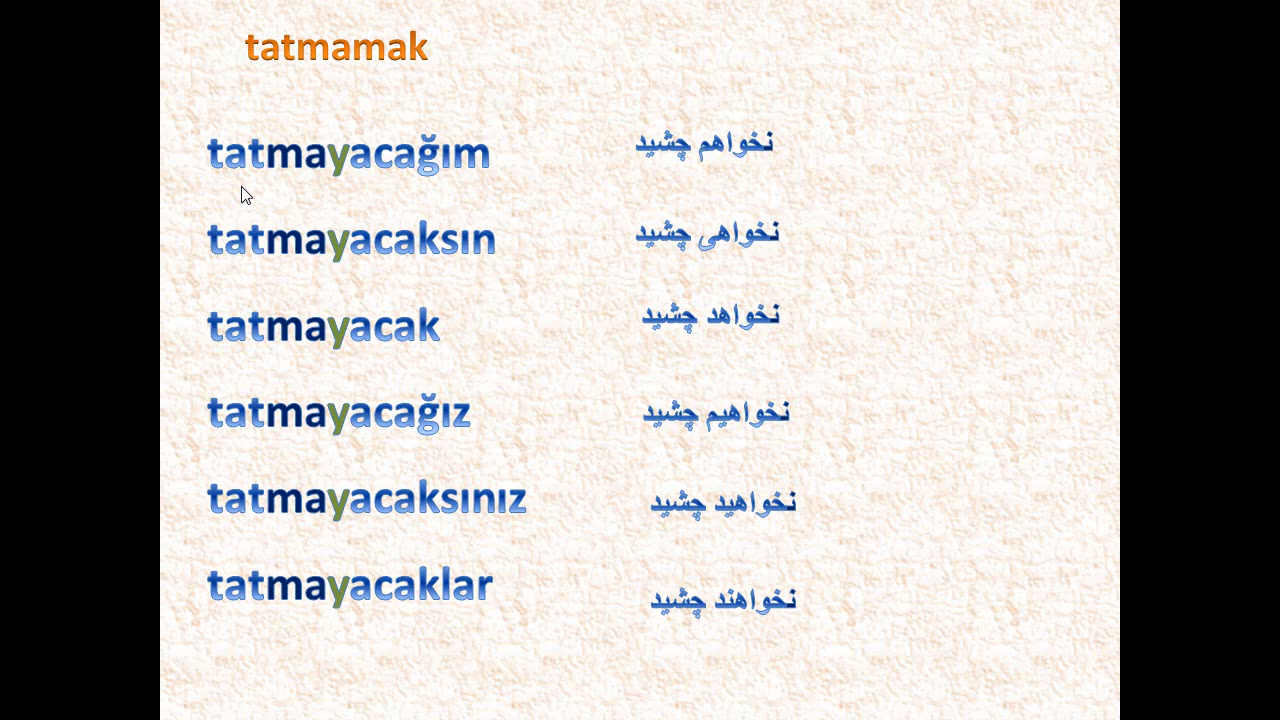 tatmamak
tatmayacağım نخواهم چشید
tatmayacaksın نخواهی چشید
tatmayacak نخواهد چشید
tatmayacağız نخواهیم چشید
tatmayacaksınız نخواهید چشید
tatmayacaklar نخواهند چشید